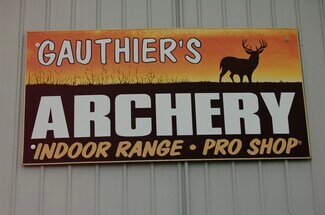 GAUTHIER'S
ARCHERY
INDOOR RANGE • PRO SHOP